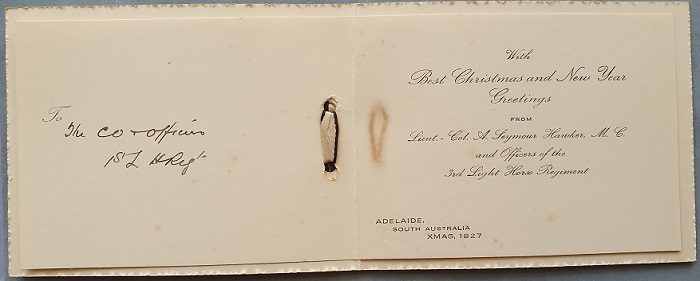 To
The CO + officers
1st L H Regt
With
Best Christmas and New Year
Greetings
FROM
Lieut.-Col. A. Seymour Hawker, M. C.
and Officers of the
3rd Light Horse Regiment
ADELAIDE,
SOUTH AUSTRALIA
XMAS, 1927